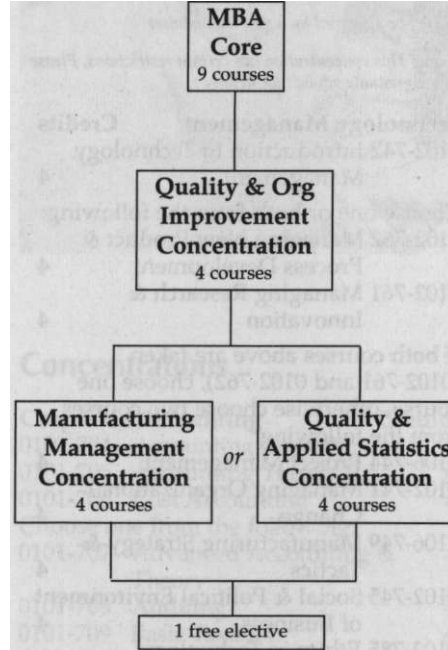 MBA
Core
9 courses
Quality & Org
Improvement
Concentration
4 courses
Manufacturing
Management
Concentration
4 courses
or
Quality &
Applied Statistics
Concentration
4 courses
1 free elective